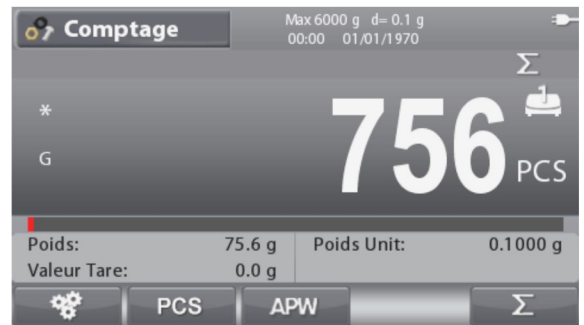 Comptage
Max 6000 g d= 0.1 g
00:00 01/01/1970
Σ
1
*
756
G
PCS
Poids: 75.6 g Poids Unit: 0.1000 g
Valeur Tare: 0.0 g
PCS APW Σ